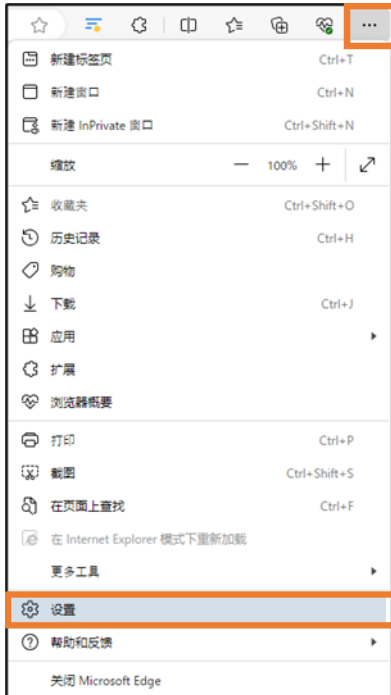 新建标签页 Ctrl+T
新建窗口 Ctrl+N
新建 InPrivate 窗口 Ctrl+Shift+N
缩放 — 100% +
收藏夹 Ctrl+Shift+O
历史记录 Ctrl+H
购物
下载 Ctrl+J
应用
扩展
浏览器概要
打印 Ctrl+P
截图 Ctrl+Shift+S
在页面上查找 Ctrl+F
在 Internet Explorer 模式下重新加载
更多工具
设置
帮助和反馈
关闭 Microsoft Edge